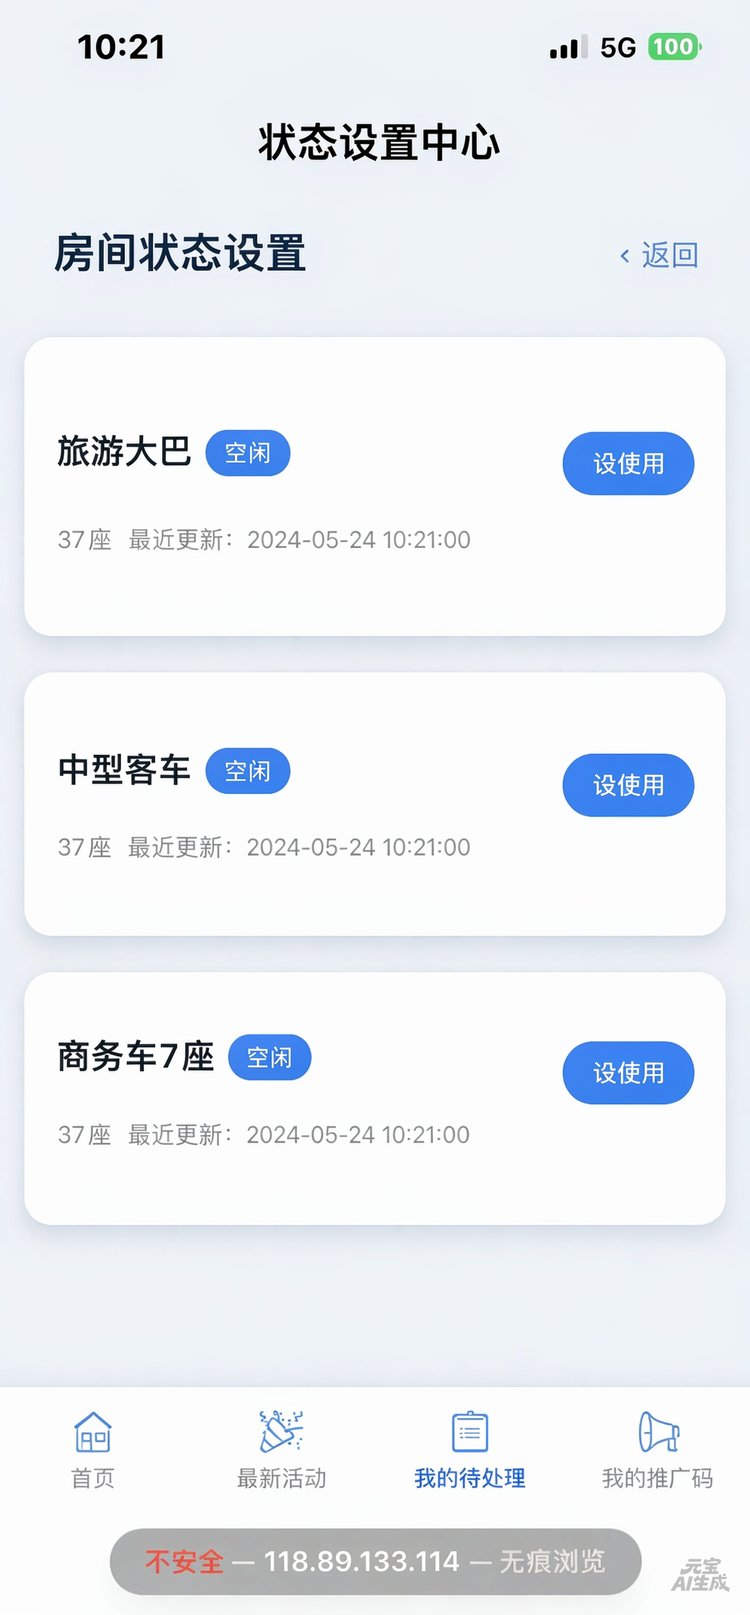 10:21 5G 100
状态设置中心
房间状态设置 ‹ 返回
旅游大巴 空闲 设使用
37座 最近更新：2024-05-24 10:21:00
中型客车 空闲 设使用
37座 最近更新：2024-05-24 10:21:00
商务车7座 空闲 设使用
37座 最近更新：2024-05-24 10:21:00
首页 最新活动 我的待处理 我的推广码
不安全 — 118.89.133.114 — 无痕浏览
元宝
AI生成